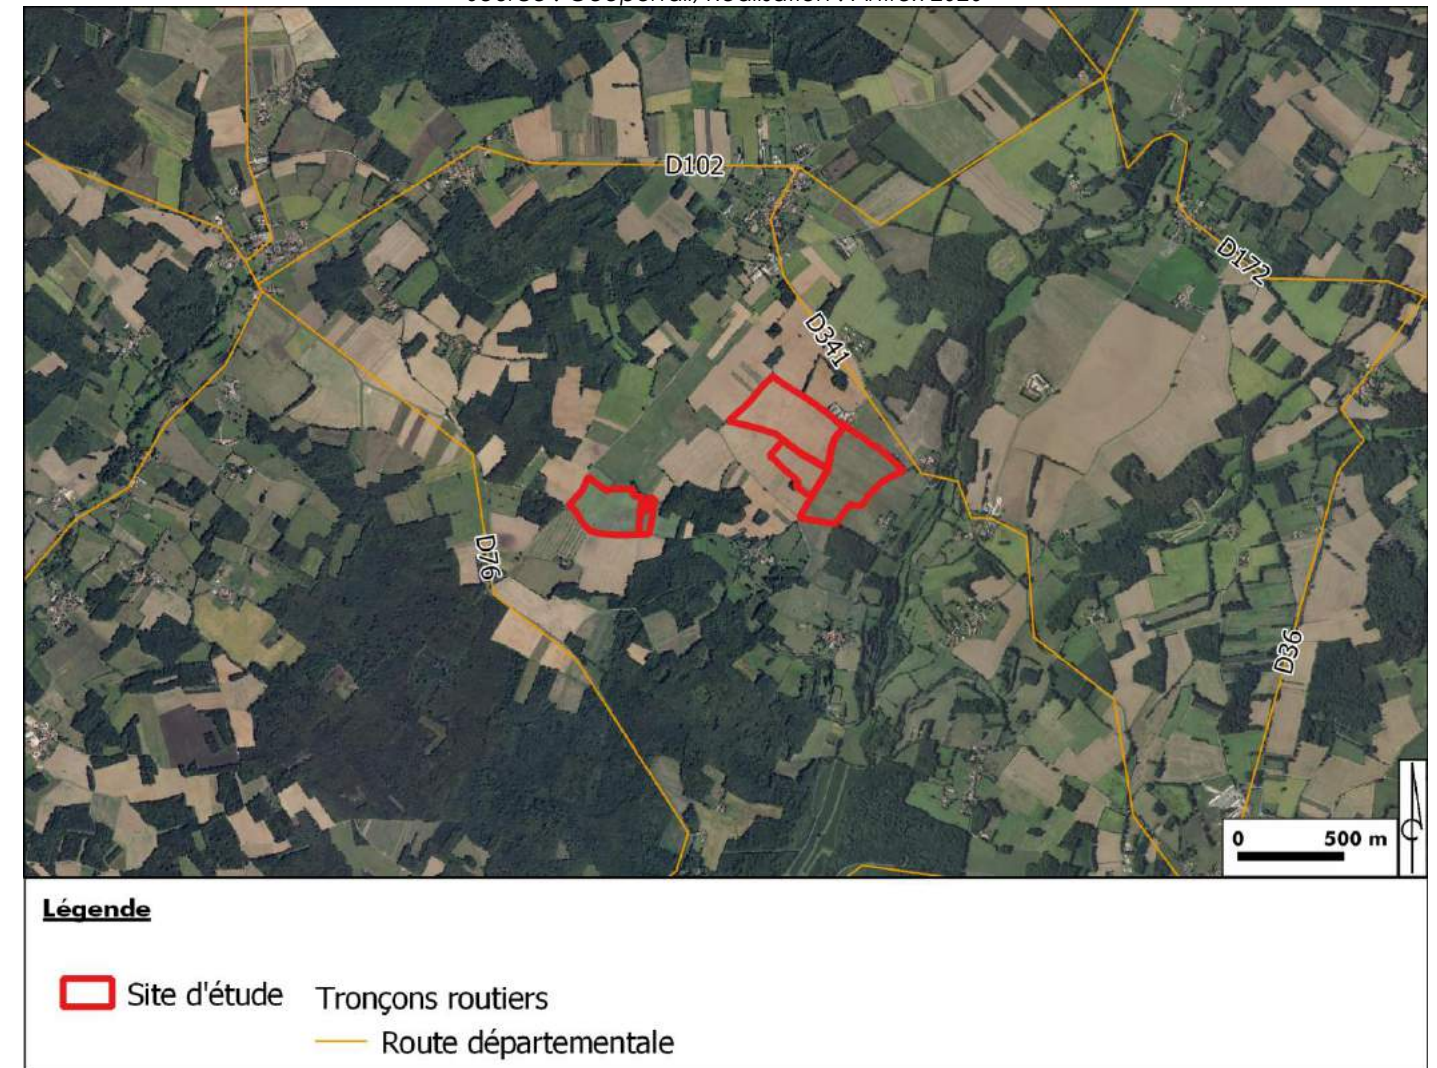 D102
D172
D341
D76
D36
0 500 m
Légende
Site d'étude
Tronçons routiers
Route départementale